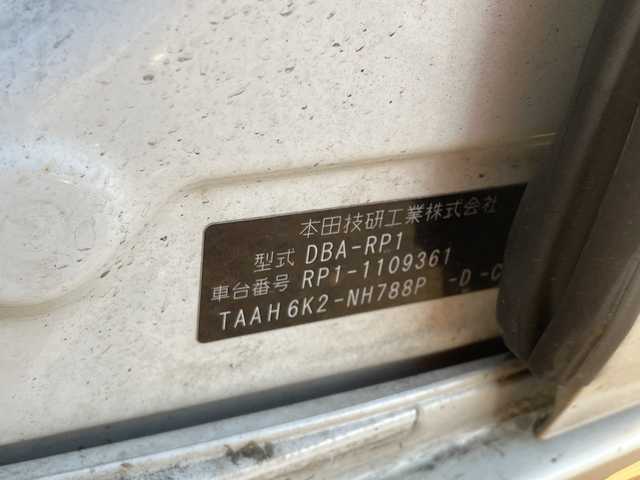 本田技研工業株式会社
型式 DBA-RP1
車台番号 RP1-1109361
TAAH6K2-NH788P -D -C